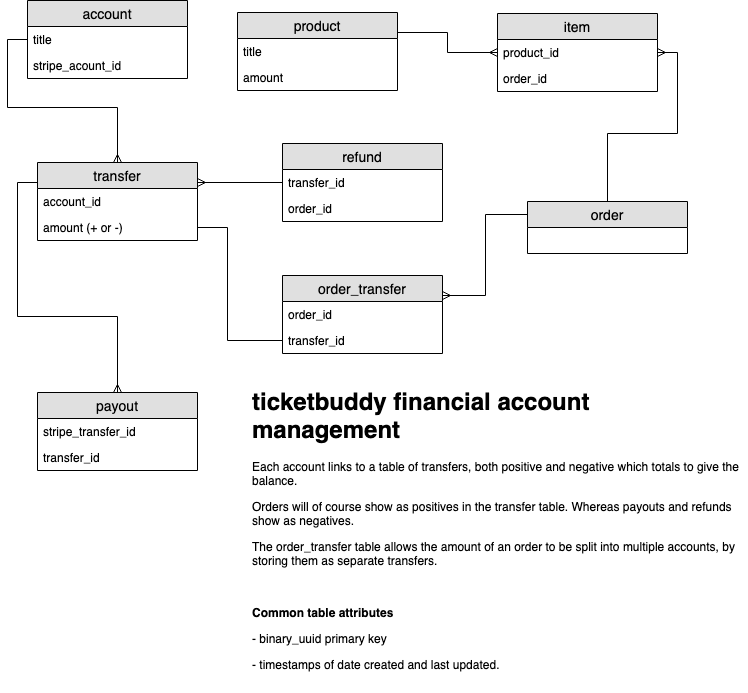 account
title
stripe_acount_id
product
title
amount
item
product_id
order_id
transfer
account_id
amount (+ or -)
refund
transfer_id
order_id
order
order_transfer
order_id
transfer_id
payout
stripe_transfer_id
transfer_id
ticketbuddy financial account
management
Each account links to a table of transfers, both positive and negative which totals to give the
balance.
Orders will of course show as positives in the transfer table. Whereas payouts and refunds
show as negatives.
The order_transfer table allows the amount of an order to be split into multiple accounts, by
storing them as separate transfers.
Common table attributes
- binary_uuid primary key
- timestamps of date created and last updated.